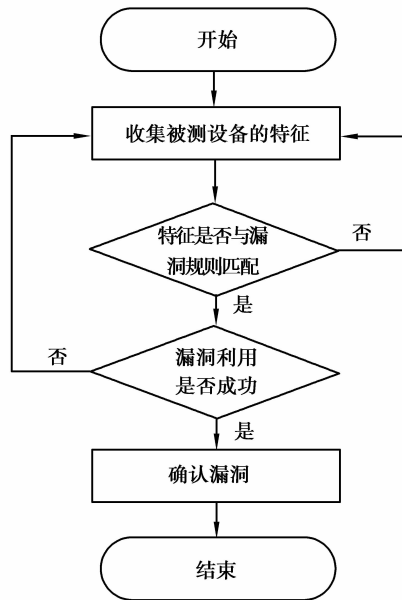 开始
收集被测设备的特征
特征是否与漏
洞规则匹配
否
是
漏洞利用
是否成功
否
是
确认漏洞
结束